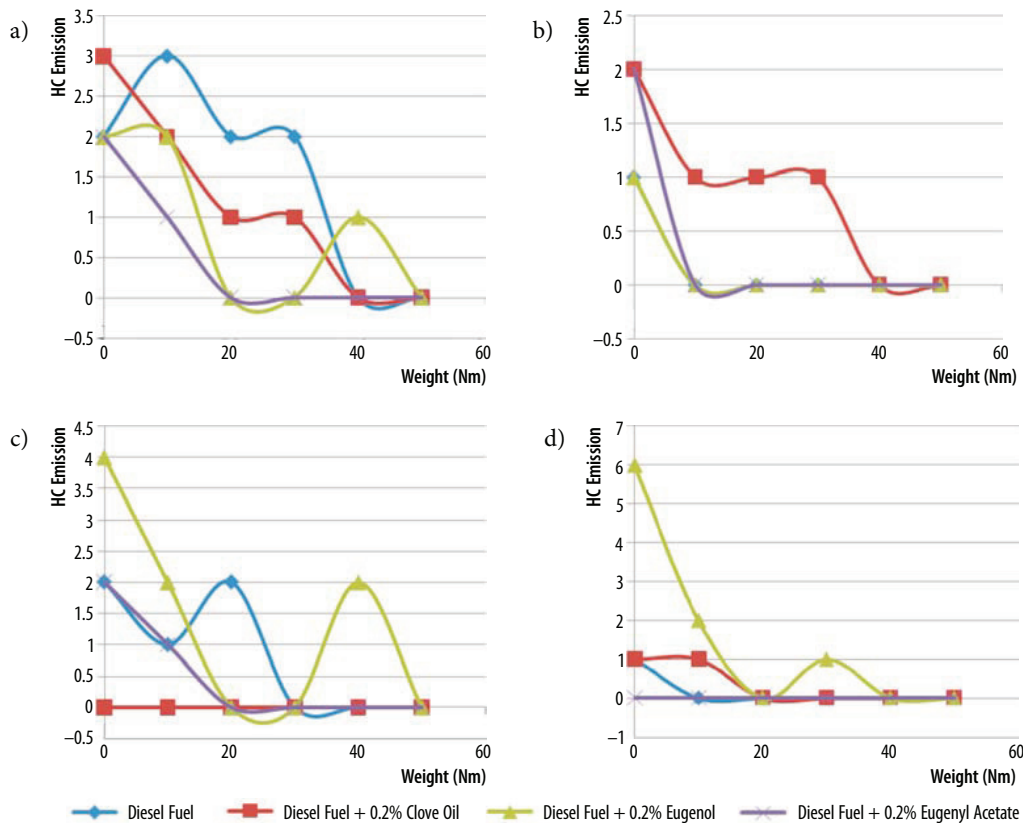 a)
HC Emission
3.5
3
2.5
2
1.5
1
0.5
0
−0.5
0 20 40 60
Weight (Nm)
b)
HC Emission
2.5
2
1.5
1
0.5
0
−0.5
0 20 40 60
Weight (Nm)
c)
HC Emission
4.5
4
3.5
3
2.5
2
1.5
1
0.5
0
−0.5
0 20 40 60
Weight (Nm)
d)
HC Emission
7
6
5
4
3
2
1
0
−1
0 20 40 60
Weight (Nm)
Diesel Fuel Diesel Fuel + 0.2% Clove Oil Diesel Fuel + 0.2% Eugenol Diesel Fuel + 0.2% Eugenyl Acetate